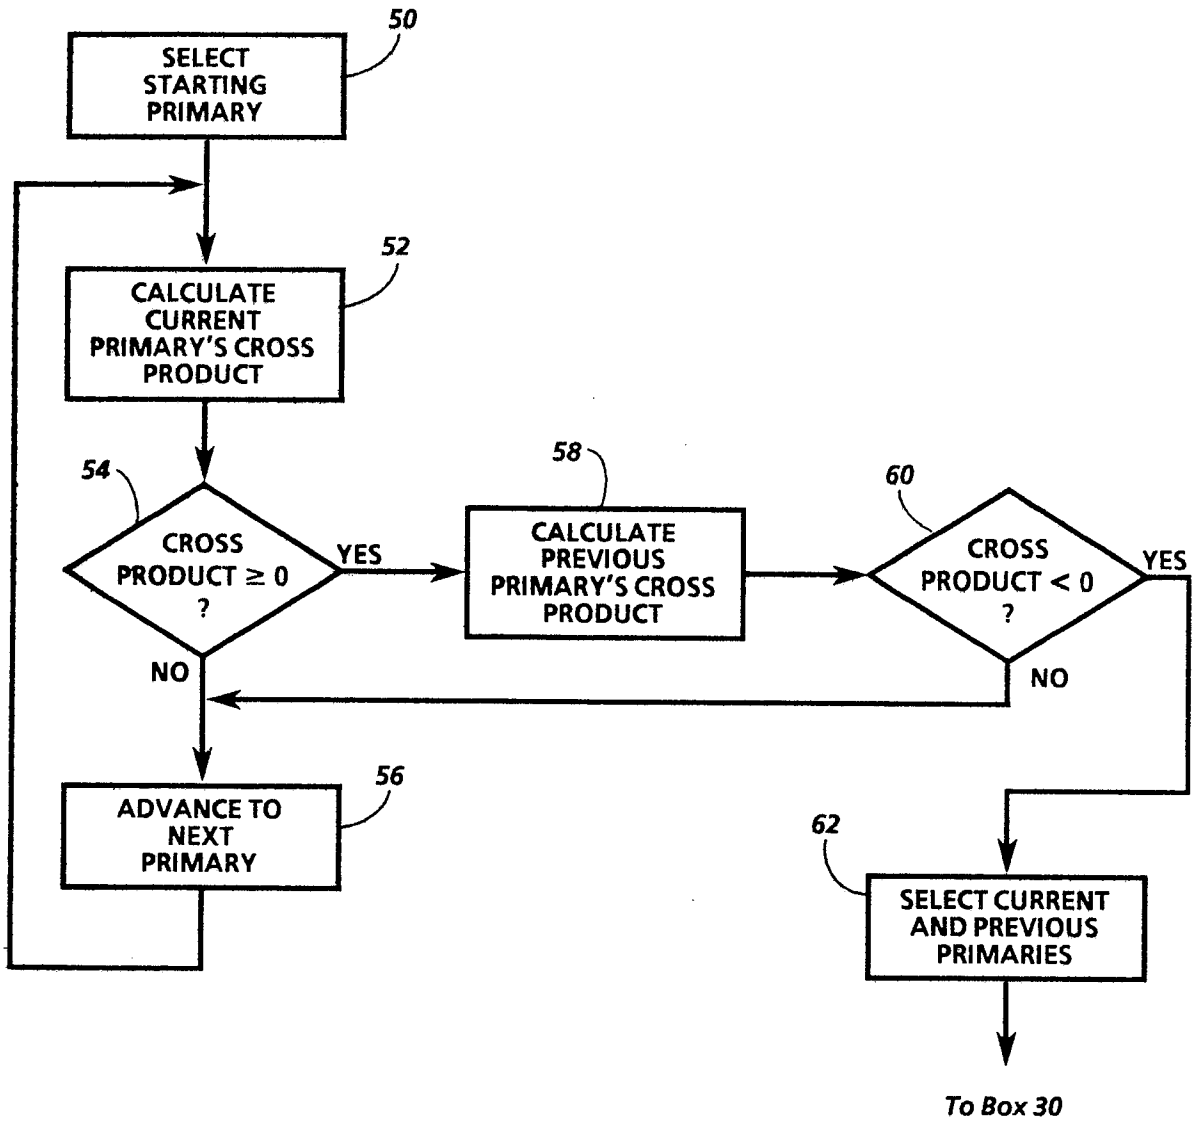 50
SELECT
STARTING
PRIMARY
52
CALCULATE
CURRENT
PRIMARY'S CROSS
PRODUCT
54
CROSS
PRODUCT ≥ 0
?
YES
NO
58
CALCULATE
PREVIOUS
PRIMARY'S CROSS
PRODUCT
60
CROSS
PRODUCT < 0
?
YES
NO
56
ADVANCE TO
NEXT
PRIMARY
62
SELECT CURRENT
AND PREVIOUS
PRIMARIES
To Box 30